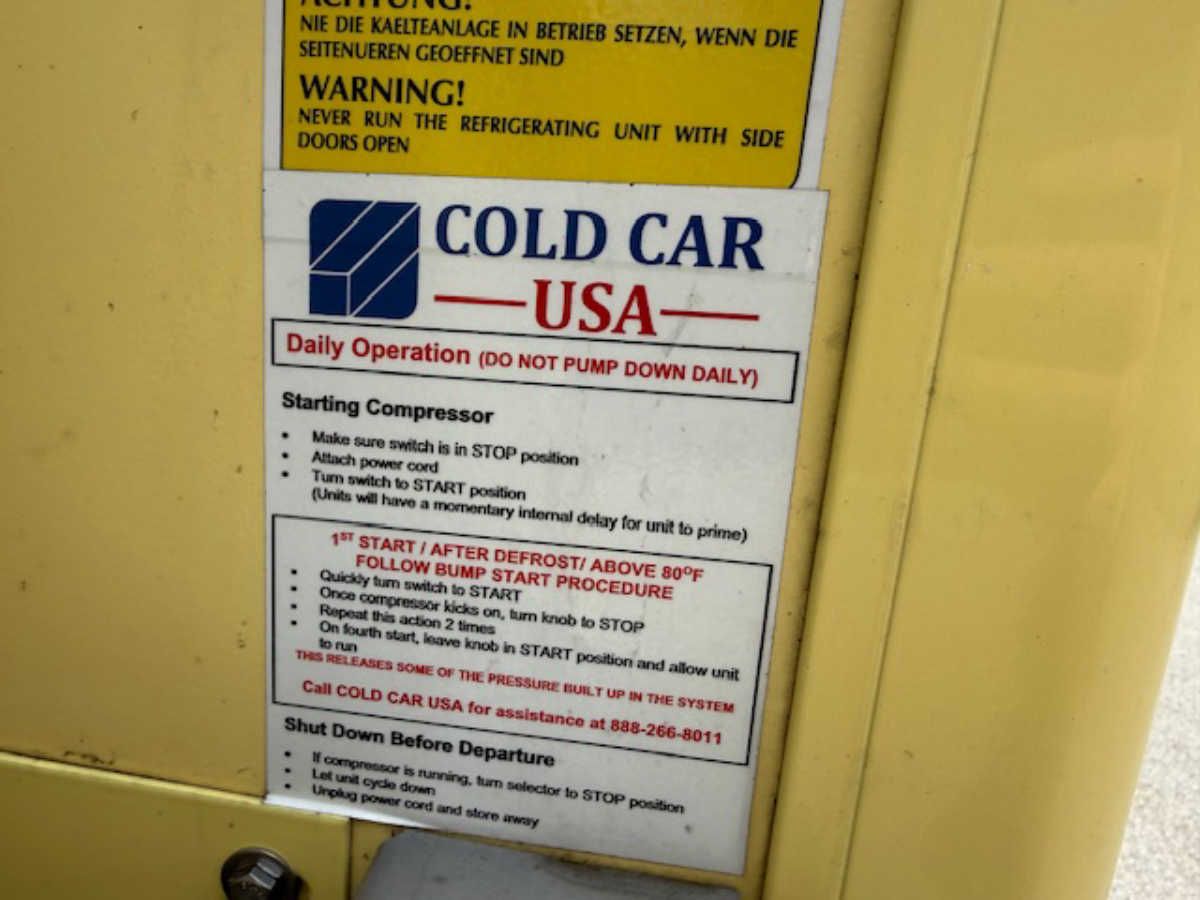 ACHTUNG!
NIE DIE KAELTEANLAGE IN BETRIEB SETZEN, WENN DIE
SEITENUEREN GEOEFFNET SIND
WARNING!
NEVER RUN THE REFRIGERATING UNIT WITH SIDE
DOORS OPEN
COLD CAR
USA
Daily Operation (DO NOT PUMP DOWN DAILY)
Starting Compressor
• Make sure switch is in STOP position
• Attach power cord
• Turn switch to START position
(Units will have a momentary internal delay for unit to prime)
1ST START / AFTER DEFROST/ ABOVE 80OF
FOLLOW BUMP START PROCEDURE
• Quickly turn switch to START
• Once compressor kicks on, turn knob to STOP
• Repeat this action 2 times
• On fourth start, leave knob in START position and allow unit
to run
THIS RELEASES SOME OF THE PRESSURE BUILT UP IN THE SYSTEM
Call COLD CAR USA for assistance at 888-266-8011
Shut Down Before Departure
• If compressor is running, turn selector to STOP position
• Let unit cycle down
• Unplug power cord and store away